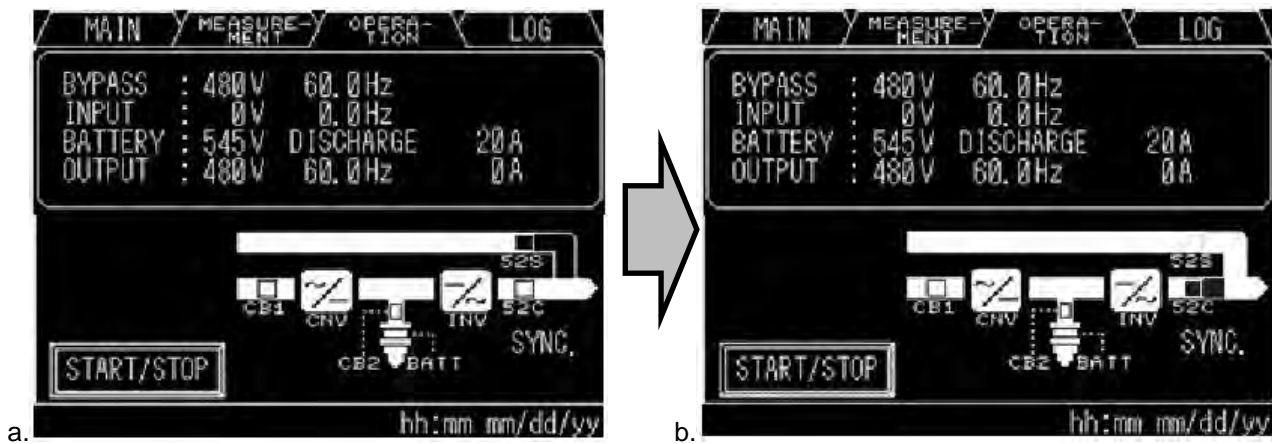 MAIN MEASURE-MENT OPERA-TION LOG
BYPASS : 480V 60.0Hz
INPUT : 0V 0.0Hz
BATTERY : 545V DISCHARGE 20A
OUTPUT : 480V 60.0Hz 0A
52S
CB1 CNV INV 52C
CB2 BATT
SYNC.
START/STOP
hh:mm mm/dd/yy
a.
MAIN MEASURE-MENT OPERA-TION LOG
BYPASS : 480V 60.0Hz
INPUT : 0V 0.0Hz
BATTERY : 545V DISCHARGE 20A
OUTPUT : 480V 60.0Hz 0A
52S
CB1 CNV INV 52C
CB2 BATT
SYNC.
START/STOP
hh:mm mm/dd/yy
b.